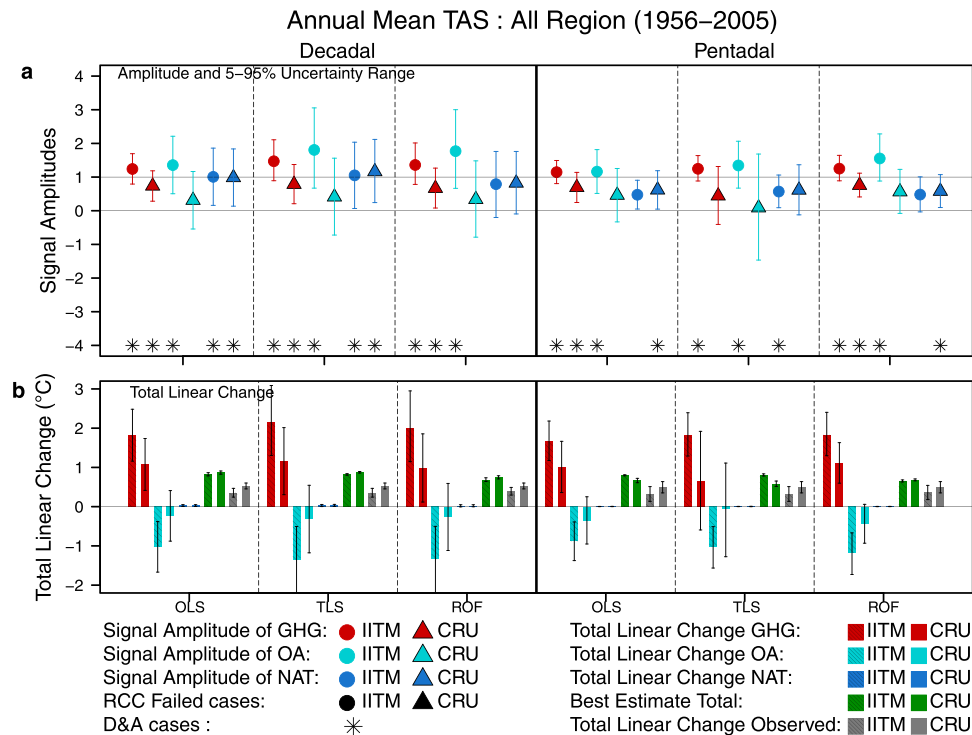 Annual Mean TAS : All Region (1956−2005)
Decadal
Pentadal
a
Amplitude and 5−95% Uncertainty Range
Signal Amplitudes
4
3
2
1
0
−1
−2
−3
−4
b
Total Linear Change
Total Linear Change (°C)
3
2
1
0
−1
−2
OLS TLS ROF OLS TLS ROF
Signal Amplitude of GHG: IITM CRU
Signal Amplitude of OA: IITM CRU
Signal Amplitude of NAT: IITM CRU
RCC Failed cases: IITM CRU
D&A cases :
Total Linear Change GHG: IITM CRU
Total Linear Change OA: IITM CRU
Total Linear Change NAT: IITM CRU
Best Estimate Total: IITM CRU
Total Linear Change Observed: IITM CRU